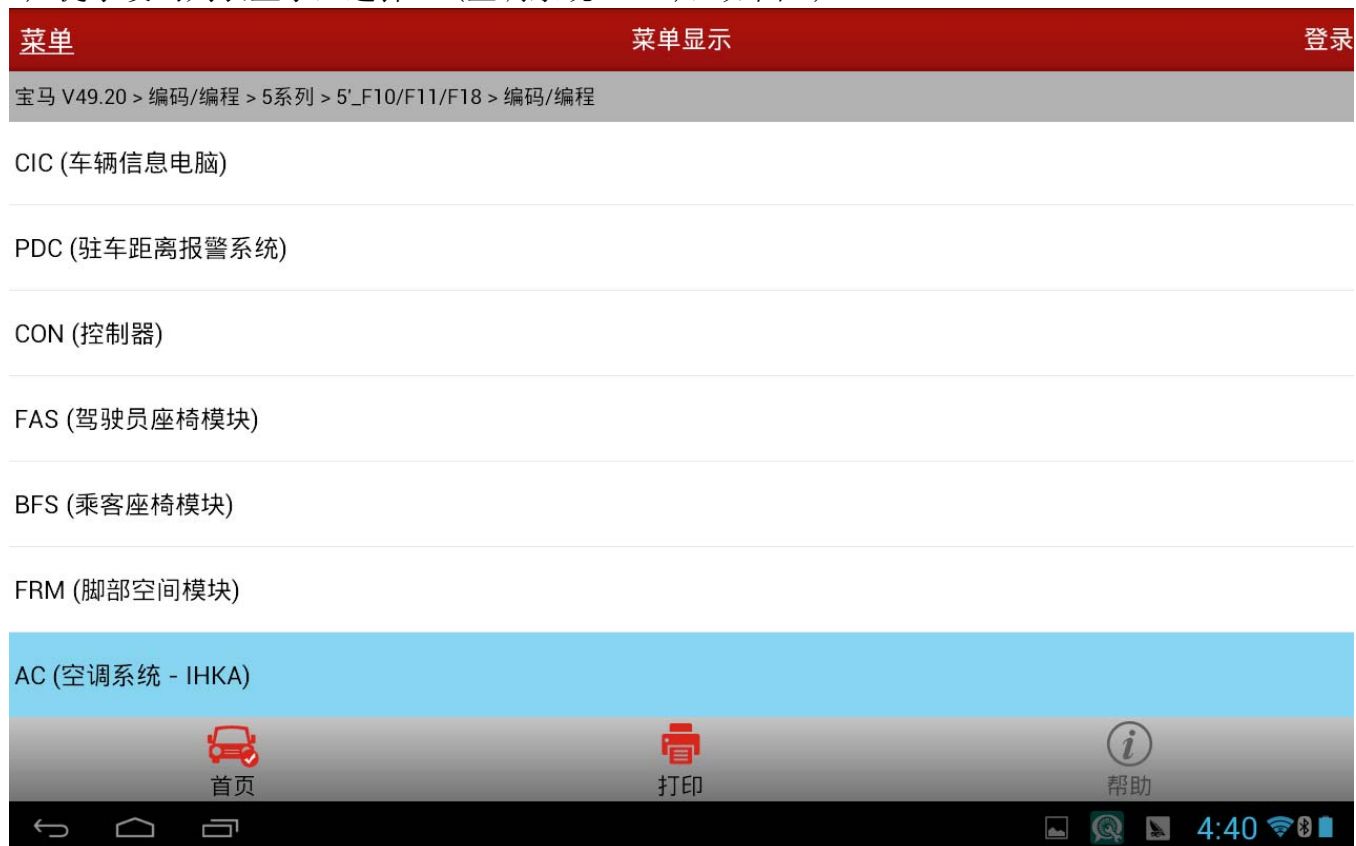 菜单 菜单显示 登录
宝马 V49.20 > 编码/编程 > 5系列 > 5'_F10/F11/F18 > 编码/编程
CIC (车辆信息电脑)
PDC (驻车距离报警系统)
CON (控制器)
FAS (驾驶员座椅模块)
BFS (乘客座椅模块)
FRM (脚部空间模块)
AC (空调系统 - IHKA)
首页 打印 帮助
4:40